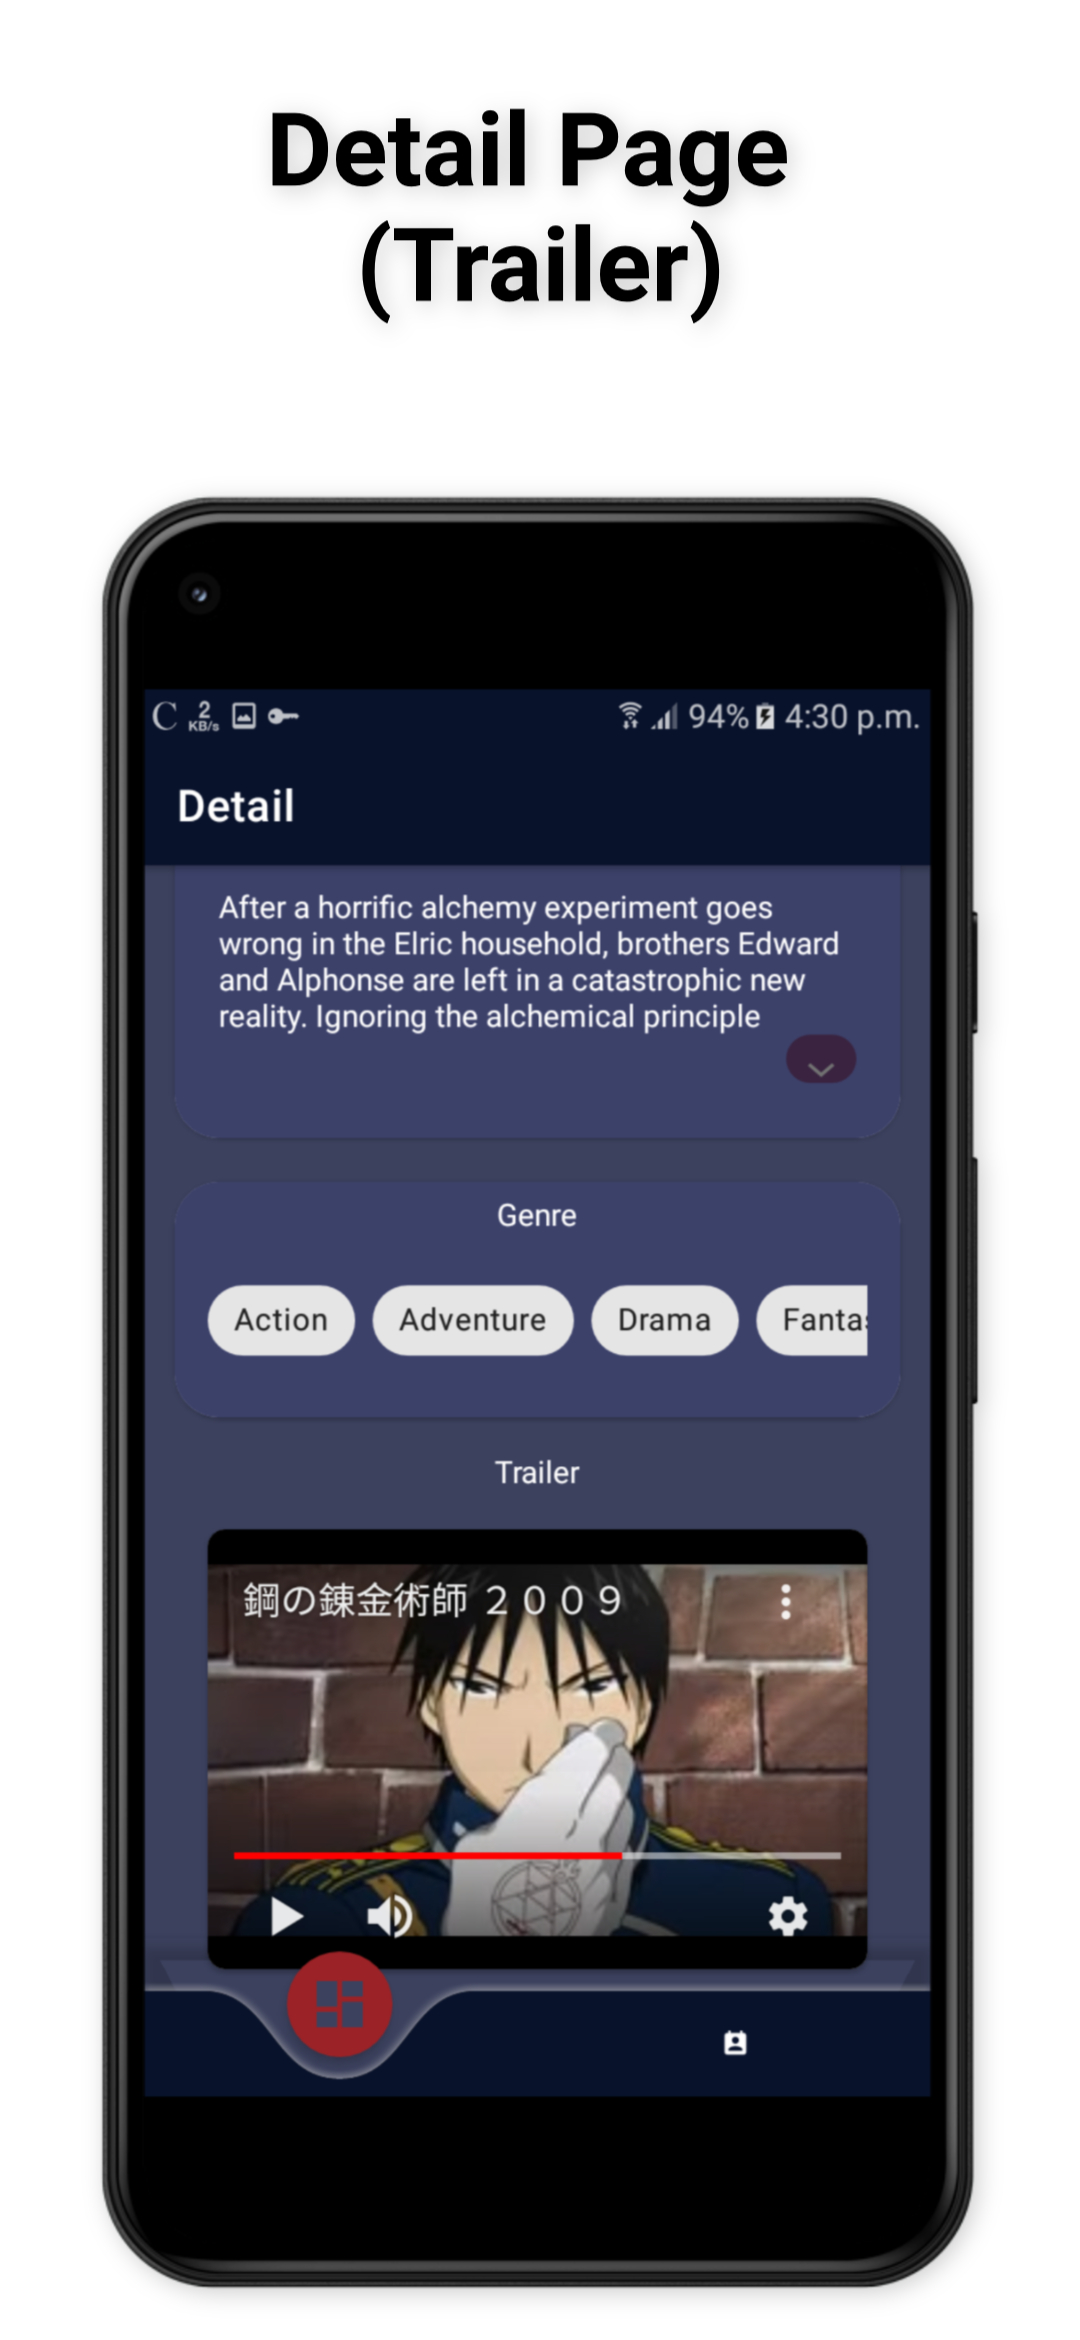 Detail Page
(Trailer)
C 2 KB/s 94% 4:30 p.m.
Detail
After a horrific alchemy experiment goes
wrong in the Elric household, brothers Edward
and Alphonse are left in a catastrophic new
reality. Ignoring the alchemical principle
Genre
Action Adventure Drama Fantas
Trailer
鋼の錬金術師 ２００９